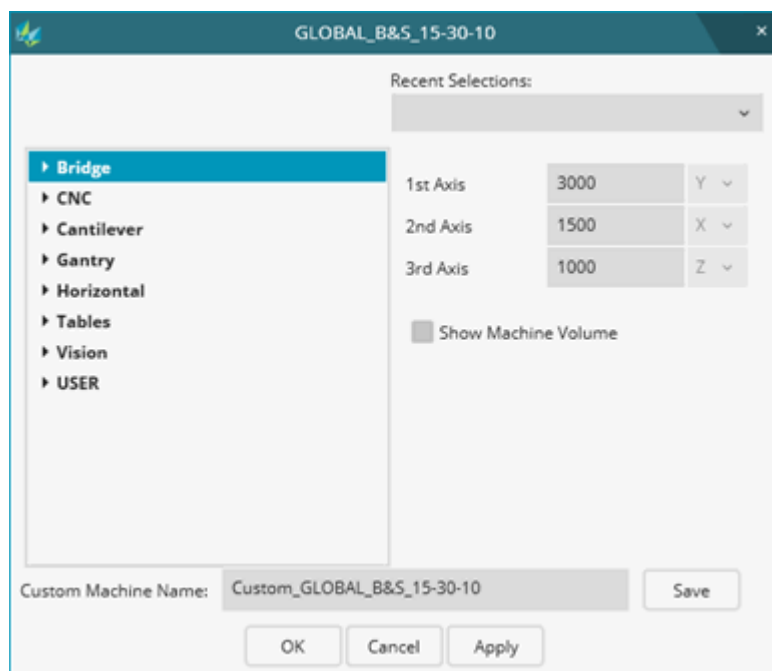 GLOBAL_B&S_15-30-10
Recent Selections:
Bridge
CNC
Cantilever
Gantry
Horizontal
Tables
Vision
USER
1st Axis 3000 Y
2nd Axis 1500 X
3rd Axis 1000 Z
Show Machine Volume
Custom Machine Name: Custom_GLOBAL_B&S_15-30-10 Save
OK Cancel Apply